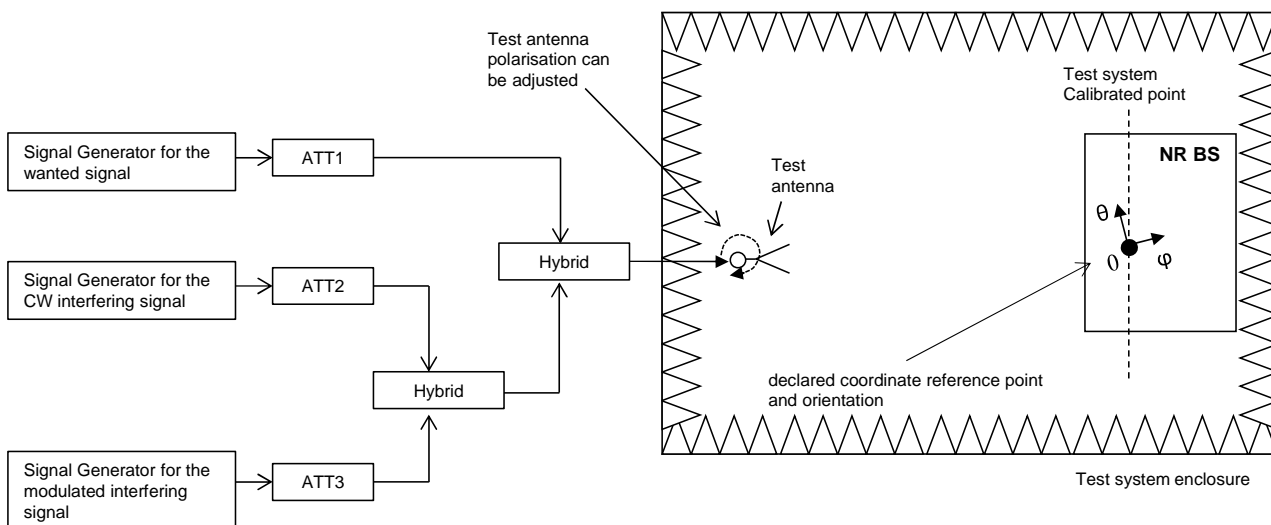 Test antenna
polarisation can
be adjusted
Test system
Calibrated point
Signal Generator for the
wanted signal
ATT1
NR BS
Test
antenna
θ
φ
0
Hybrid
Signal Generator for the
CW interfering signal
ATT2
Hybrid
declared coordinate reference point
and orientation
Signal Generator for the
modulated interfering
signal
ATT3
Test system enclosure